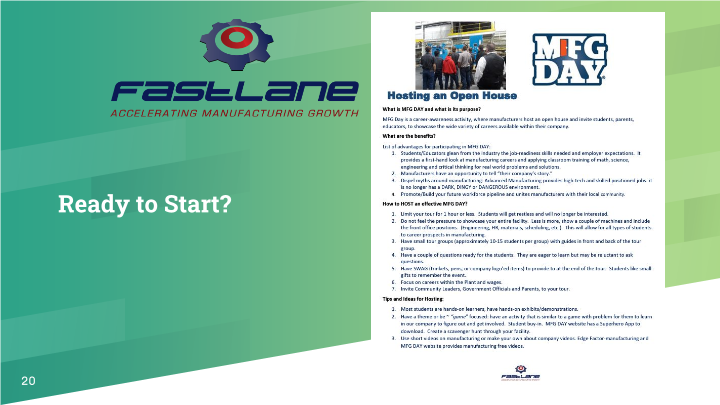 FASTLANE
ACCELERATING MANUFACTURING GROWTH
Ready to Start?
20
MFG
DAY
Hosting an Open House
What is MFG DAY and what is its purpose?
MFG Day is a career-awareness activity, where manufacturers host an open house and invite students, parents,
educators, to showcase the wide variety of careers available within their company.
What are the benefits?
List of advantages for participating in MFG DAY:
1. Students/Educators glean from the industry the job-readiness skills needed and employer expectations. It
provides a first-hand look at manufacturing careers and applying classroom training of math, science,
engineering and critical thinking for real world problems and solutions.
2. Manufacturers have an opportunity to tell "their company's story."
3. Dispel myths around manufacturing: Advanced Manufacturing provides high-tech and skilled positioned jobs. It
is no longer has a DARK, DINGY or DANGEROUS environment.
4. Promote/Build your future workforce pipeline and unites manufacturers with their local community.
How to HOST an effective MFG DAY?
1. Limit your tour for 1 hour or less. Students will get restless and will no longer be interested.
2. Do not feel the pressure to showcase your entire facility. Less is more, show a couple of machines and include
the front office positions. (Engineering, HR, materials, scheduling, etc.) This will allow for all types of students
to career prospects in manufacturing.
3. Have small tour groups (approximately 10-15 students per group) with guides in front and back of the tour
group.
4. Have a couple of questions ready for the students. They are eager to learn but may be reluctant to ask
questions.
5. Have SWAG (trinkets, pens, or company logo'ed items) to provide to at the end of the tour. Students like small
gifts to remember the event.
6. Focus on careers within the Plant and wages.
7. Invite Community Leaders, Government Officials and Parents, to your tour.
Tips and Ideas for Hosting:
1. Most students are hands-on learners, have hands-on exhibits/demonstrations.
2. Have a theme or be " "game" focused: have an activity that is similar to a game with problem for them to learn
in our company to figure out and get involved. Student buy-in. MFG DAY website has a Superhero App to
download. Create a scavenger hunt through your facility.
3. Use short videos on manufacturing or make your own about company videos. Edge Factor manufacturing and
MFG DAY website provides manufacturing free videos.
FASTLANE